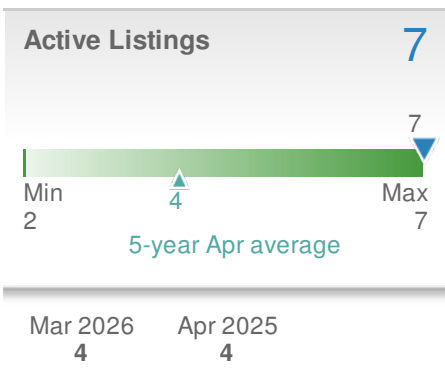 Active Listings 7
7
Min 4 Max
2 7
5-year Apr average
Mar 2026 Apr 2025
4 4